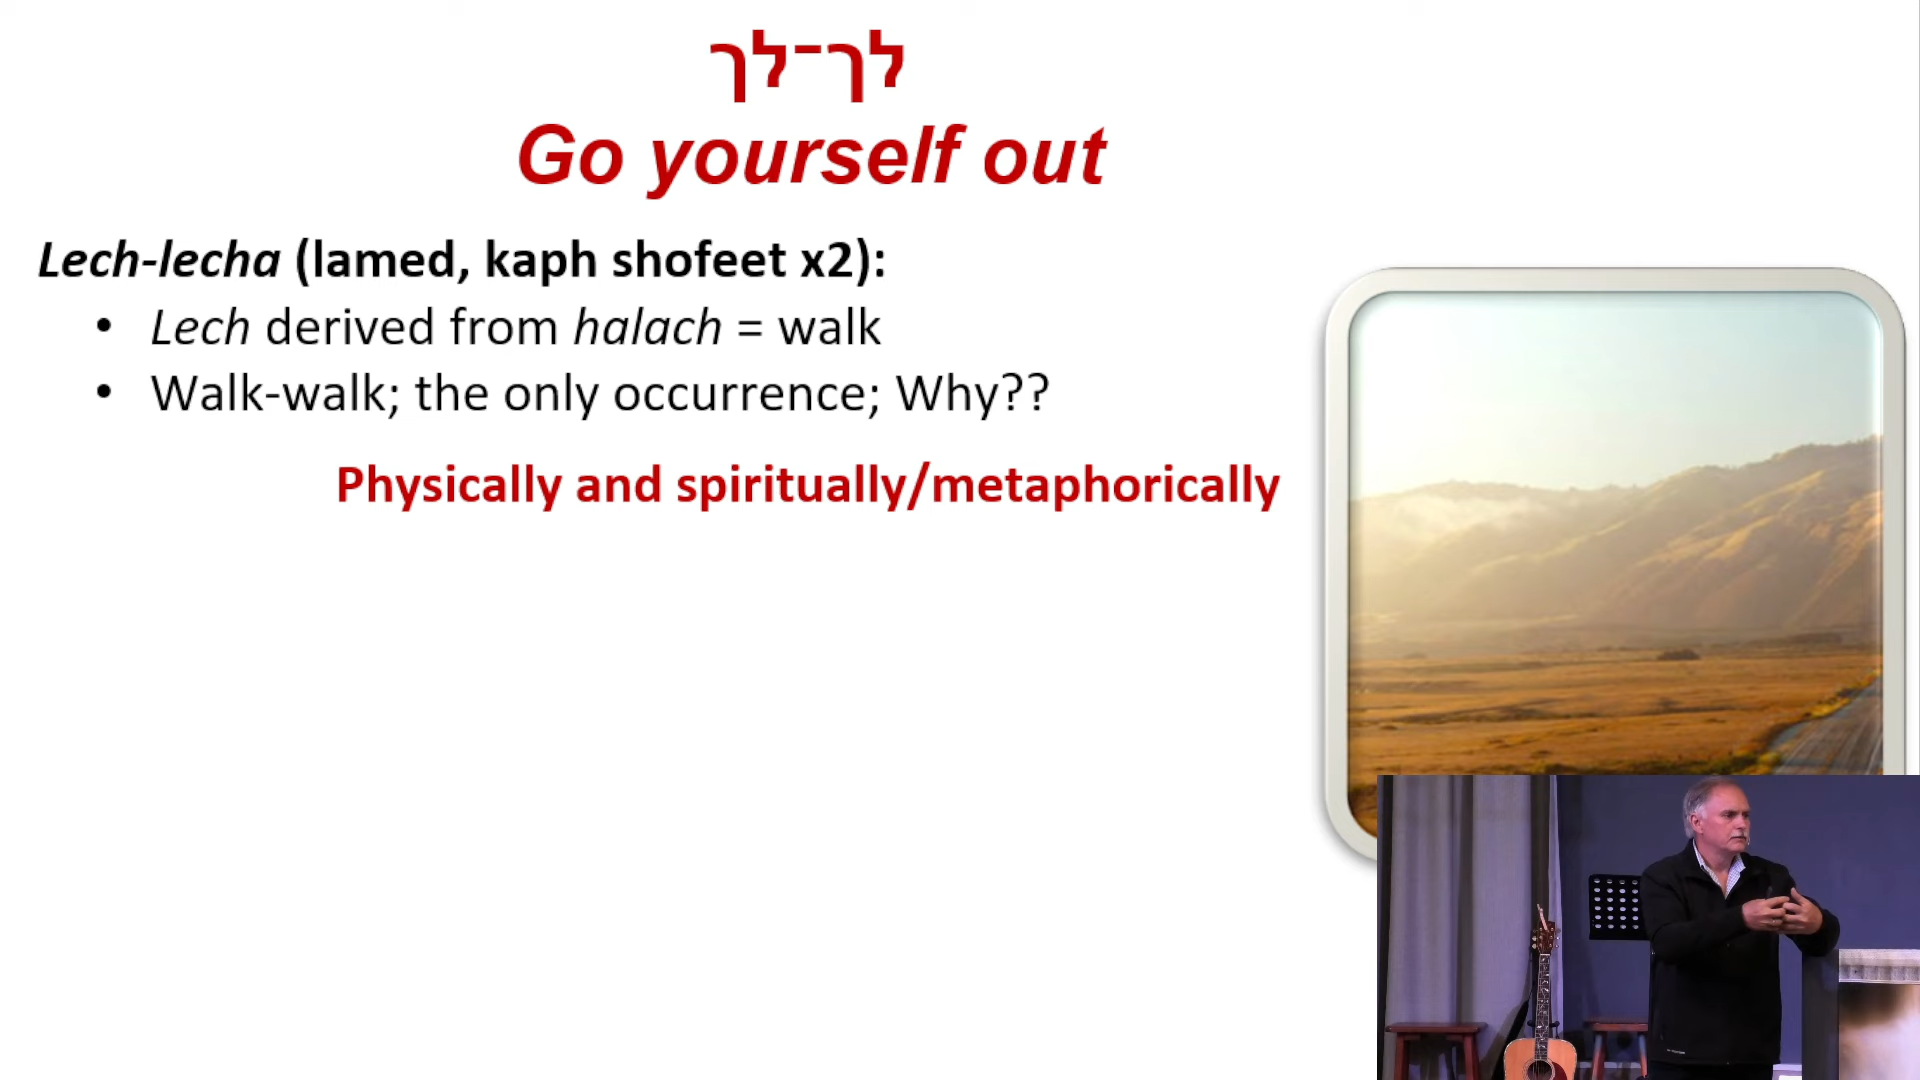 לך־לך
Go yourself out
Lech-lecha (lamed, kaph shofeet x2):
• Lech derived from halach = walk
• Walk-walk; the only occurrence; Why??
Physically and spiritually/metaphorically